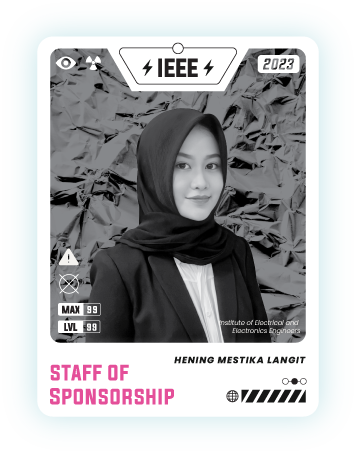 IEEE
2023
MAX 99
LVL 99
Institute of Electrical and
Electronics Engineers
HENING MESTIKA LANGIT
STAFF OF
SPONSORSHIP